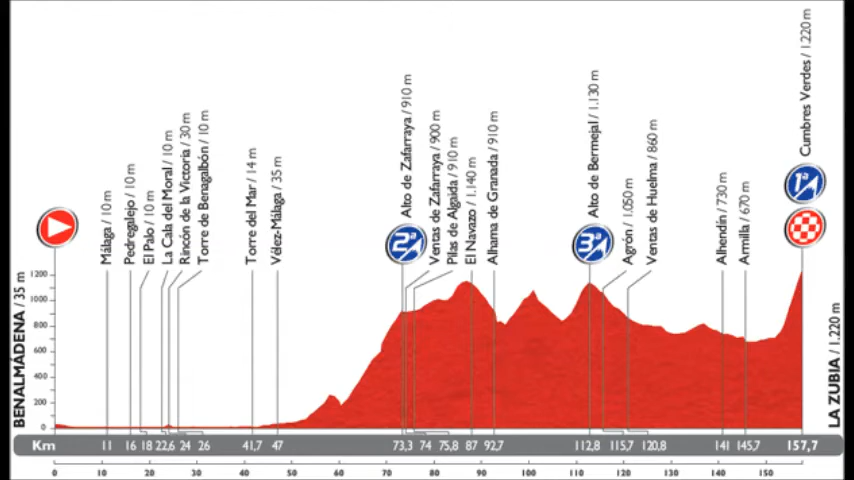 BENALMÁDENA / 35 m
Málaga / 10 m
Pedregalejo / 10 m
El Palo / 10 m
La Cala del Moral / 10 m
Rincón de la Victoria / 30 m
Torre de Benagalbón / 10 m
Torre del Mar / 14 m
Vélez-Málaga / 35 m
2ª
Alto de Zafarraya / 910 m
Ventas de Zafarraya / 900 m
Pilas de Algaida / 910 m
El Navazo / 1.140 m
Alhama de Granada / 910 m
3ª
Alto de Bermejal / 1.130 m
Agrón / 1.050 m
Ventas de Huelma / 860 m
Alhendín / 730 m
Armilla / 670 m
1ª
Cumbres Verdes / 1.220 m
LA ZUBIA / 1.220 m
1200
1000
800
600
400
200
0
Km 11 16 18 22,6 24 26 41,7 47 73,3 74 75,8 87 92,7 112,8 115,7 120,8 141 145,7 157,7
0 10 20 30 40 50 60 70 80 90 100 110 120 130 140 150